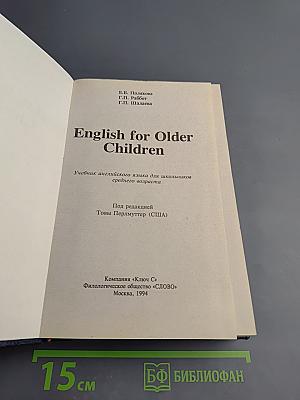 В.В. Полякова
Г.П. Раббот
Г.П. Шалаева
English for Older
Children
Учебник английского языка для школьников
среднего возраста
Под редакцией
Товы Перлмуттер (США)
Компания «Ключ С»
Филологическое общество «СЛОВО»
Москва, 1994
15 см
БФ БИБЛИОФАН